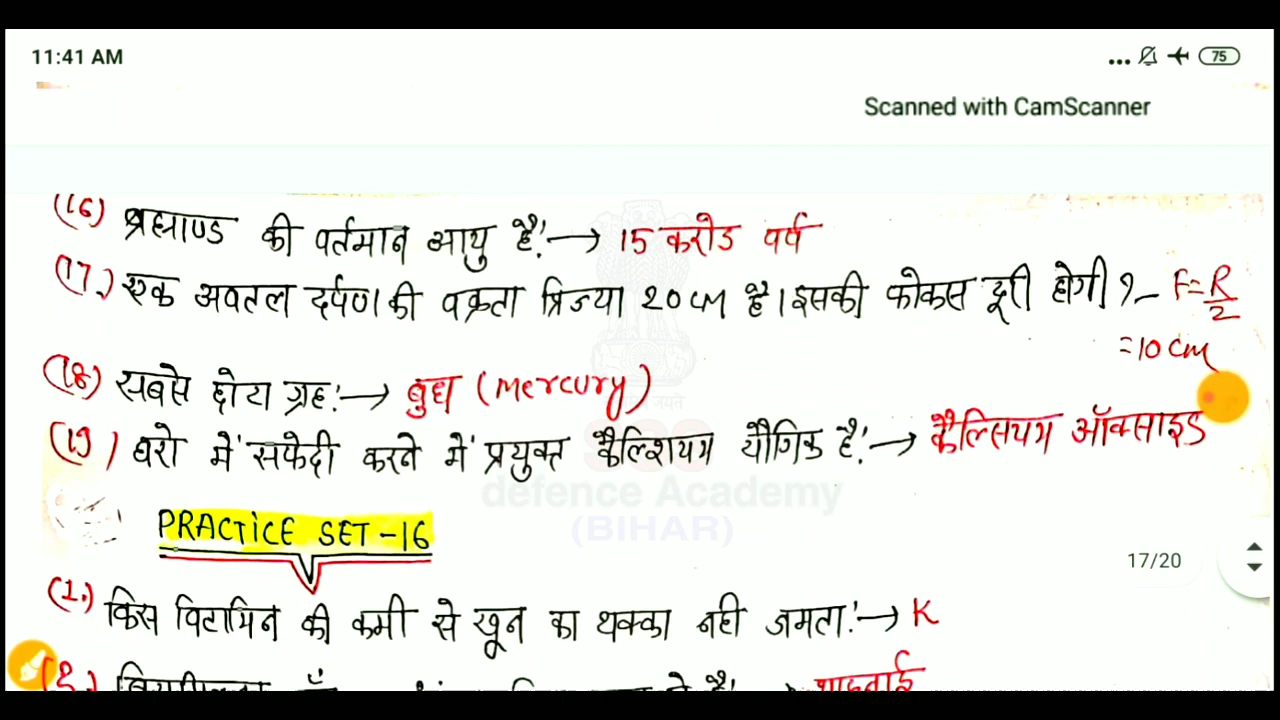 11:41 AM
... 75
Scanned with CamScanner
(16) ब्रह्माण्ड की वर्तमान आयु है:→ 15 करोड वर्ष
(17.) एक अवतल दर्पण की वक्रता त्रिज्या 20 CM है। इसकी फोकस दूरी होगी ?- F=R/2
=10 cm
(18) सबसे छोटा ग्रह:→ बुध (Mercury)
(19) घरो में सफेदी करने में प्रयुक्त कैल्शियम यौगिक है:→ कैल्सियम ऑक्साइड
defence Academy
(BIHAR)
PRACTICE SET-16
17/20
(1.) किस विटामिन की कमी से खून का थक्का नही जमता:→ K